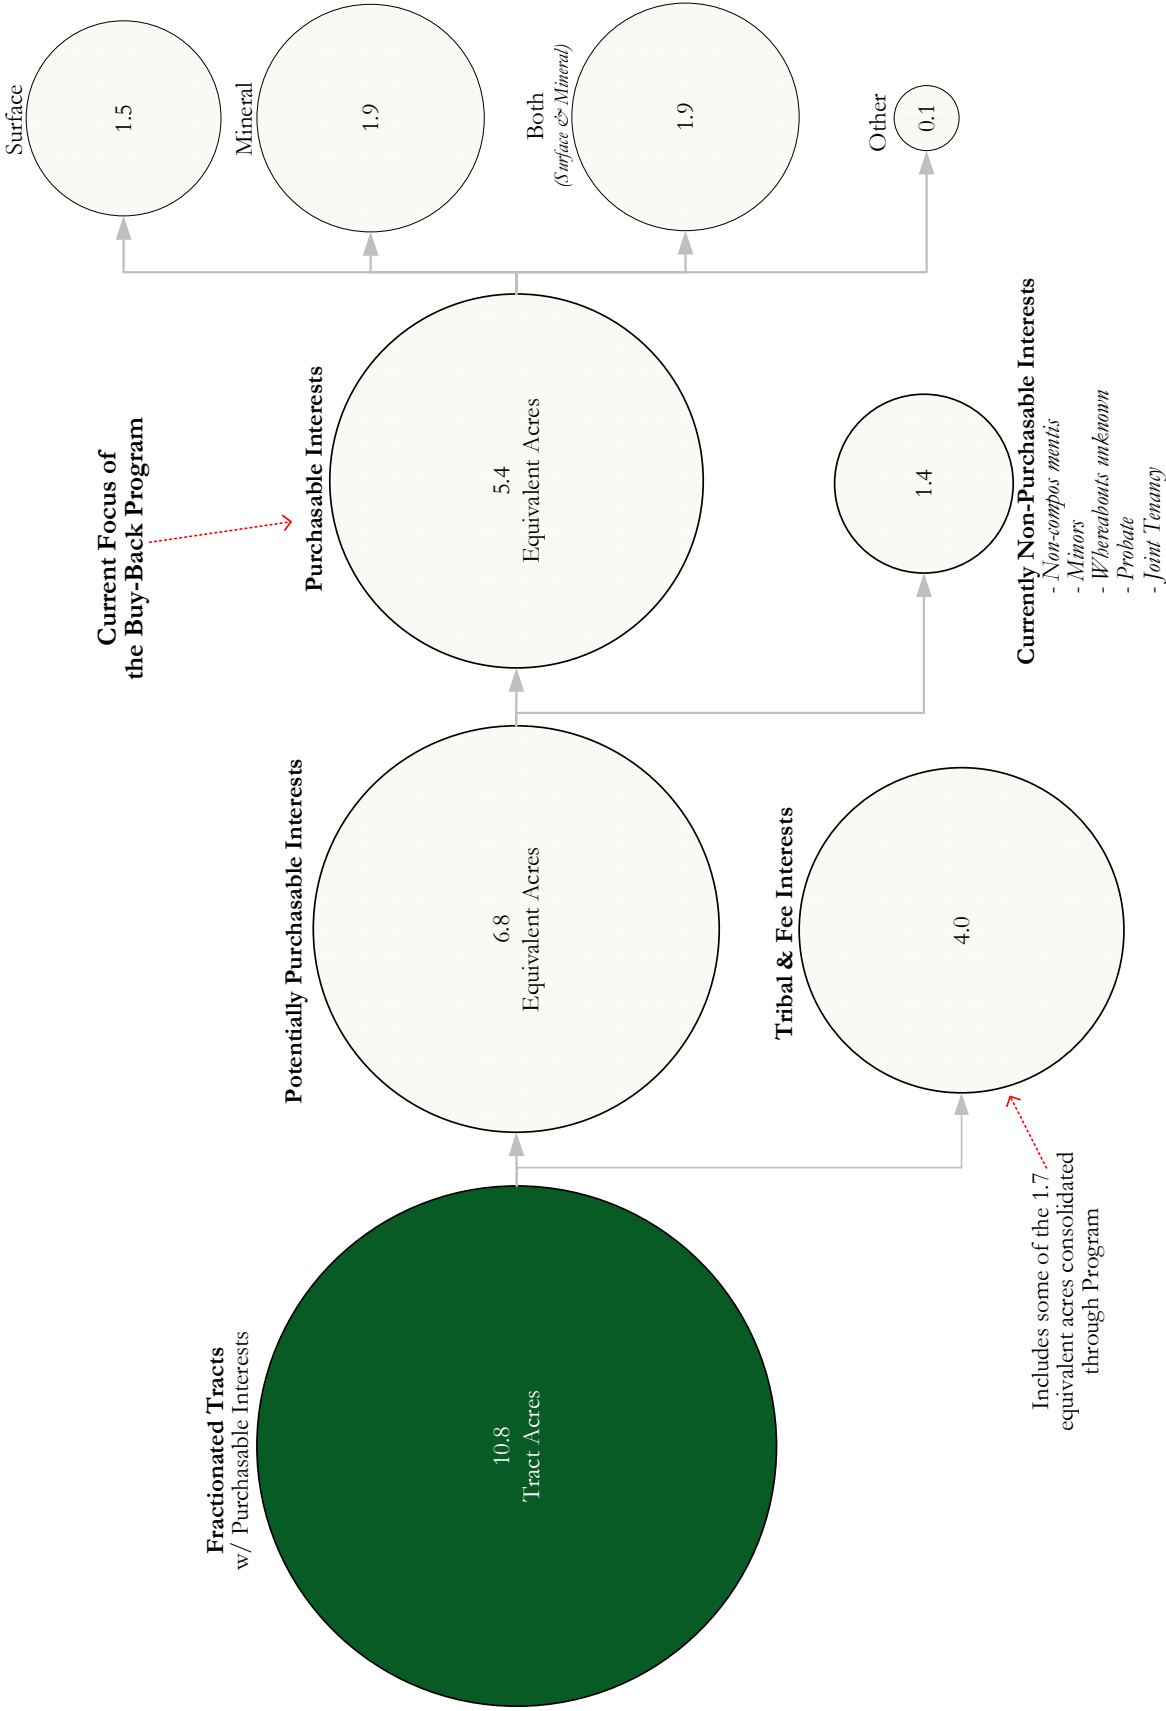 Fractionated Tracts
w/ Purchasable Interests
10.8
Tract Acres
Potentially Purchasable Interests
6.8
Equivalent Acres
Tribal & Fee Interests
4.0
Includes some of the 1.7
equivalent acres consolidated
through Program
Current Focus of
the Buy-Back Program
Purchasable Interests
5.4
Equivalent Acres
1.4
Currently Non-Purchasable Interests
- Non-compos mentis
- Minors
- Whereabouts unknown
- Probate
- Joint Tenancy
Surface
1.5
Mineral
1.9
Both
(Surface & Mineral)
1.9
Other
0.1